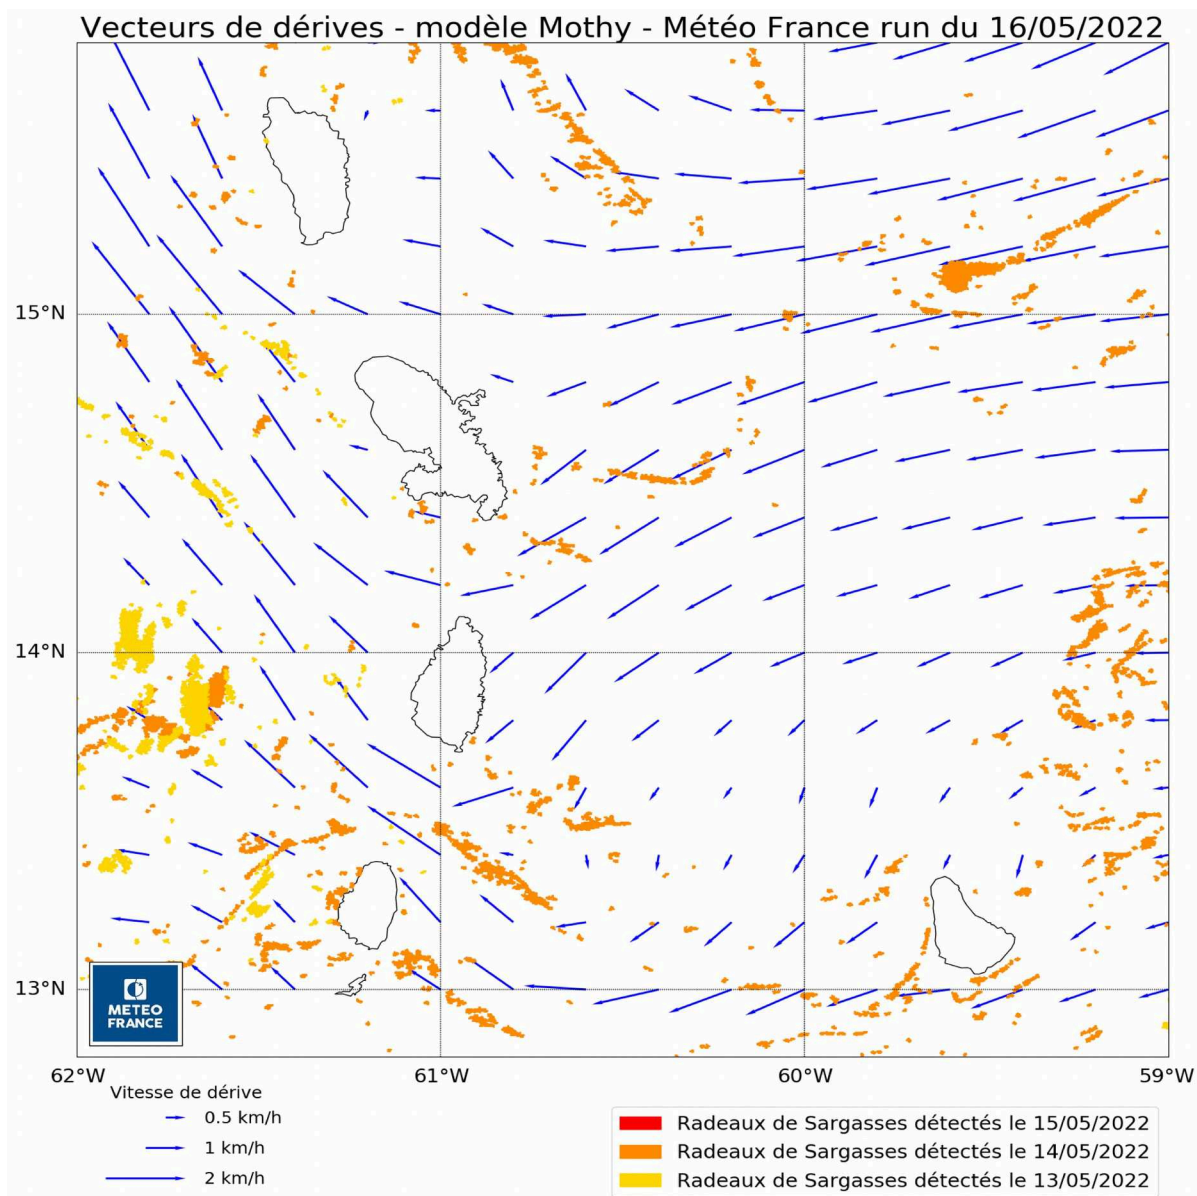 Vecteurs de dérives - modèle Mothy - Météo France run du 16/05/2022
15°N
14°N
13°N
METEO
FRANCE
62°W
61°W
60°W
59°W
Vitesse de dérive
0.5 km/h
1 km/h
2 km/h
Radeaux de Sargasses détectés le 15/05/2022
Radeaux de Sargasses détectés le 14/05/2022
Radeaux de Sargasses détectés le 13/05/2022